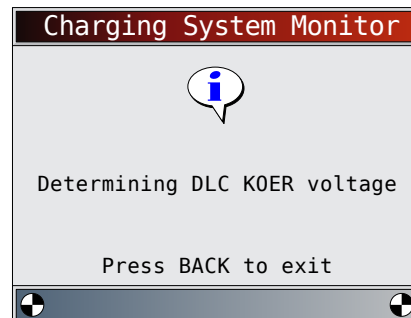 Charging System Monitor
i
Determining DLC KOER voltage
Press BACK to exit